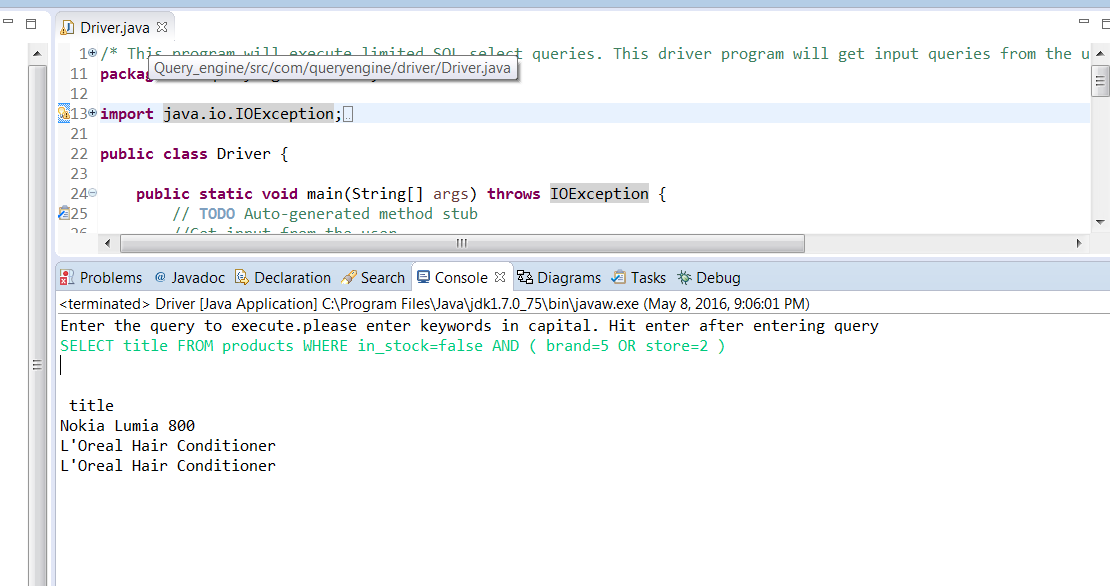 Driver.java
1 /* This program will execute limited SQL select queries. This driver program will get input queries from the u
Query_engine/src/com/queryengine/driver/Driver.java
11 packag
12
13 import java.io.IOException;
21
22 public class Driver {
23
24 public static void main(String[] args) throws IOException {
25 // TODO Auto-generated method stub
26 //Get input from the user
Problems @ Javadoc Declaration Search Console Diagrams Tasks Debug
<terminated> Driver [Java Application] C:\Program Files\Java\jdk1.7.0_75\bin\javaw.exe (May 8, 2016, 9:06:01 PM)
Enter the query to execute.please enter keywords in capital. Hit enter after entering query
SELECT title FROM products WHERE in_stock=false AND ( brand=5 OR store=2 )
title
Nokia Lumia 800
L'Oreal Hair Conditioner
L'Oreal Hair Conditioner